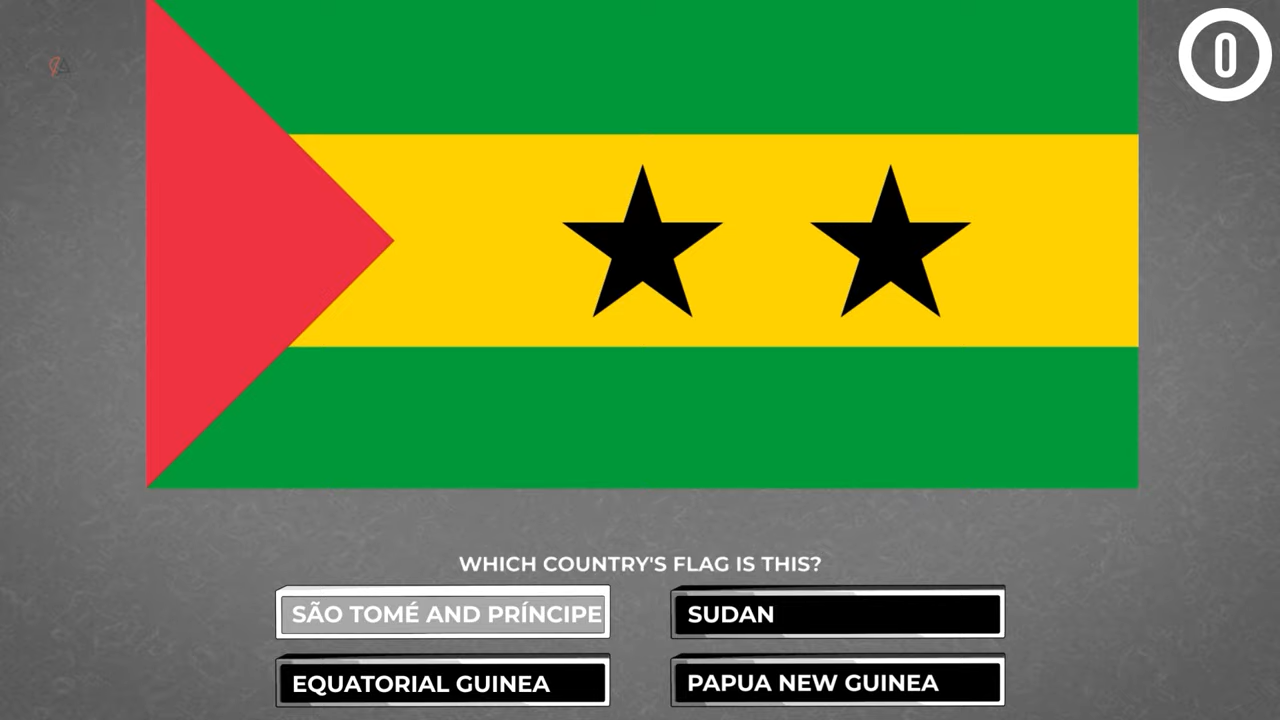 0
WHICH COUNTRY'S FLAG IS THIS?
SÃO TOMÉ AND PRÍNCIPE
SUDAN
EQUATORIAL GUINEA
PAPUA NEW GUINEA